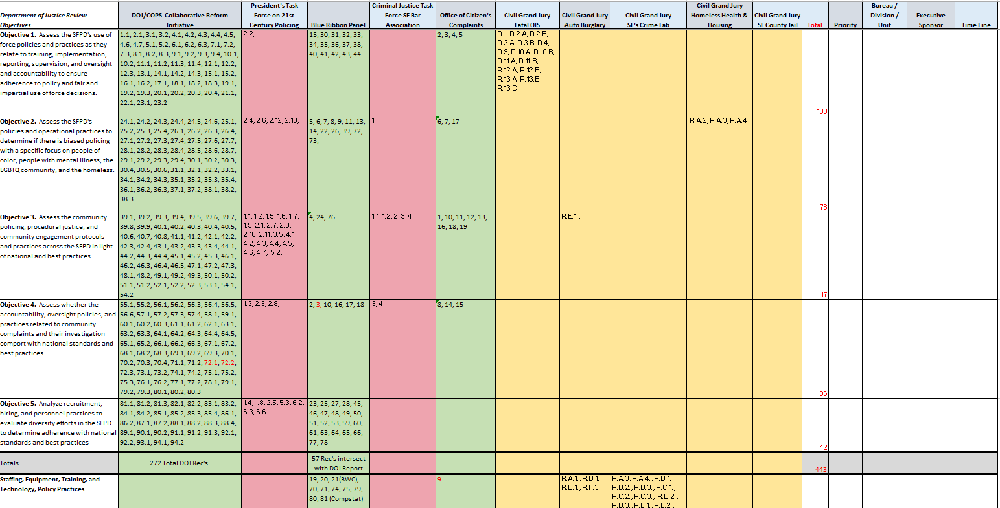 Department of Justice Review
Objectives
DOJ/COPS Collaborative Reform
Initiative
President's Task
Force on 21st
Century Policing
Blue Ribbon Panel
Criminal Justice Task
Force SF Bar
Association
Office of Citizen's
Complaints
Civil Grand Jury
Fatal OIS
Civil Grand Jury
Auto Burglary
Civil Grand Jury
SF's Crime Lab
Civil Grand Jury
Homeless Health &
Housing
Civil Grand Jury
SF County Jail
Total
Priority
Bureau /
Division /
Unit
Executive
Sponsor
Time Line
Objective 1. Assess the SFPD's use of
force policies and practices as they
relate to training, implementation,
reporting, supervision, and oversight
and accountability to ensure
adherence to policy and fair and
impartial use of force decisions.
1.1, 2.1, 3.1, 3.2, 4.1, 4.2, 4.3, 4.4, 4.5,
4.6, 4.7, 5.1, 5.2, 6.1, 6.2, 6.3, 7.1, 7.2,
7.3, 8.1, 8.2, 8.3, 9.1, 9.2, 9.3, 9.4, 10.1,
10.2, 11.1, 11.2, 11.3, 11.4, 12.1, 12.2,
12.3, 13.1, 14.1, 14.2, 14.3, 15.1, 15.2,
16.1, 16.2, 17.1, 18.1, 18.2, 18.3, 19.1,
19.2, 19.3, 20.1, 20.2, 20.3, 20.4, 21.1,
22.1, 23.1, 23.2
2.2,
15, 30, 31, 32, 33,
34, 35, 36, 37, 38,
40, 41, 42, 43, 44
2, 3, 4, 5
R.1, R.2.A, R.2.B,
R.3.A, R.3.B, R.4,
R.9, R.10.A, R.10.B,
R.11.A, R.11.B,
R.12.A, R.12.B,
R.13.A, R.13.B,
R.13.C,
100
Objective 2. Assess the SFPD's
policies and operational practices to
determine if there is biased policing
with a specific focus on people of
color, people with mental illness, the
LGBTQ community, and the homeless.
24.1, 24.2, 24.3, 24.4, 24.5, 24.6, 25.1,
25.2, 25.3, 25.4, 26.1, 26.2, 26.3, 26.4,
27.1, 27.2, 27.3, 27.4, 27.5, 27.6, 27.7,
28.1, 28.2, 28.3, 28.4, 28.5, 28.6, 28.7,
29.1, 29.2, 29.3, 29.4, 30.1, 30.2, 30.3,
30.4, 30.5, 30.6, 31.1, 32.1, 32.2, 33.1,
34.1, 34.2, 34.3, 35.1, 35.2, 35.3, 35.4,
36.1, 36.2, 36.3, 37.1, 37.2, 38.1, 38.2,
38.3
2.4, 2.6, 2.12, 2.13,
5, 6, 7, 8, 9, 11, 13,
14, 22, 26, 39, 72,
73,
1
6, 7, 17
R.A.2, R.A.3, R.A.4
78
Objective 3. Assess the community
policing, procedural justice, and
community engagement protocols
and practices across the SFPD in light
of national and best practices.
39.1, 39.2, 39.3, 39.4, 39.5, 39.6, 39.7,
39.8, 39.9, 40.1, 40.2, 40.3, 40.4, 40.5,
40.6, 40.7, 40.8, 41.1, 41.2, 42.1, 42.2,
42.3, 42.4, 43.1, 43.2, 43.3, 43.4, 44.1,
44.2, 44.3, 44.4, 45.1, 45.2, 45.3, 46.1,
46.2, 46.3, 46.4, 46.5, 47.1, 47.2, 47.3,
48.1, 48.2, 49.1, 49.2, 49.3, 50.1, 50.2,
51.1, 51.2, 52.1, 52.2, 52.3, 53.1, 54.1,
54.2
1.1, 1.2, 1.5, 1.6, 1.7,
1.9, 2.1, 2.7, 2.9,
2.10, 2.11, 3.5, 4.1,
4.2, 4.3, 4.4, 4.5,
4.6, 4.7, 5.2,
4, 24, 76
1.1, 1.2, 2, 3, 4
1, 10, 11, 12, 13,
16, 18, 19
R.E.1.,
117
Objective 4. Assess whether the
accountability, oversight policies, and
practices related to community
complaints and their investigation
comport with national standards and
best practices.
55.1, 55.2, 56.1, 56.2, 56.3, 56.4, 56.5,
56.6, 57.1, 57.2, 57.3, 57.4, 58.1, 59.1,
60.1, 60.2, 60.3, 61.1, 61.2, 62.1, 63.1,
63.2, 63.3, 64.1, 64.2, 64.3, 64.4, 64.5,
65.1, 65.2, 66.1, 66.2, 66.3, 67.1, 67.2,
68.1, 68.2, 68.3, 69.1, 69.2, 69.3, 70.1,
70.2, 70.3, 70.4, 71.1, 71.2, 72.1, 72.2,
72.3, 73.1, 73.2, 74.1, 74.2, 75.1, 75.2,
75.3, 76.1, 76.2, 77.1, 77.2, 78.1, 79.1,
79.2, 79.3, 80.1, 80.2, 80.3
1.3, 2.3, 2.8,
2, 3, 10, 16, 17, 18
3, 4
8, 14, 15
106
Objective 5. Analyze recruitment,
hiring, and personnel practices to
evaluate diversity efforts in the SFPD
to determine adherence with national
standards and best practices
81.1, 81.2, 81.3, 82.1, 82.2, 83.1, 83.2,
84.1, 84.2, 85.1, 85.2, 85.3, 85.4, 86.1,
86.2, 87.1, 87.2, 88.1, 88.2, 88.3, 88.4,
89.1, 90.1, 90.2, 91.1, 91.2, 91.3, 92.1,
92.2, 93.1, 94.1, 94.2
1.4, 1.8, 2.5, 5.3, 6.2,
6.3, 6.6
23, 25, 27, 28, 45,
46, 47, 48, 49, 50,
51, 52, 53, 59, 60,
61, 63, 64, 65, 66,
77, 78
42
Totals
272 Total DOJ Rec's.
57 Rec's intersect
with DOJ Report
443
Staffing, Equipment, Training, and
Technology, Policy Practices
19, 20, 21(BWC),
70, 71, 74, 75, 79,
80, 81 (Compstat)
9
R.A.1., R.B.1.,
R.D.1., R.F.3.
R.A.3, R.A.4., R.B.1.,
R.B.2., R.B.3., R.C.1.,
R.C.2., R.C.3., R.D.2.,
R.D.3., R.E.1., R.E.2.,